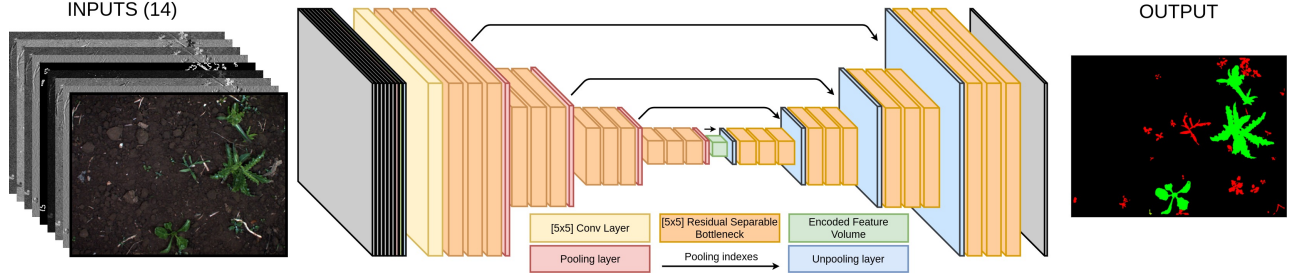 INPUTS (14)
OUTPUT
[5x5] Conv Layer
[5x5] Residual Separable
Bottleneck
Encoded Feature
Volume
Pooling layer
Pooling indexes
Unpooling layer